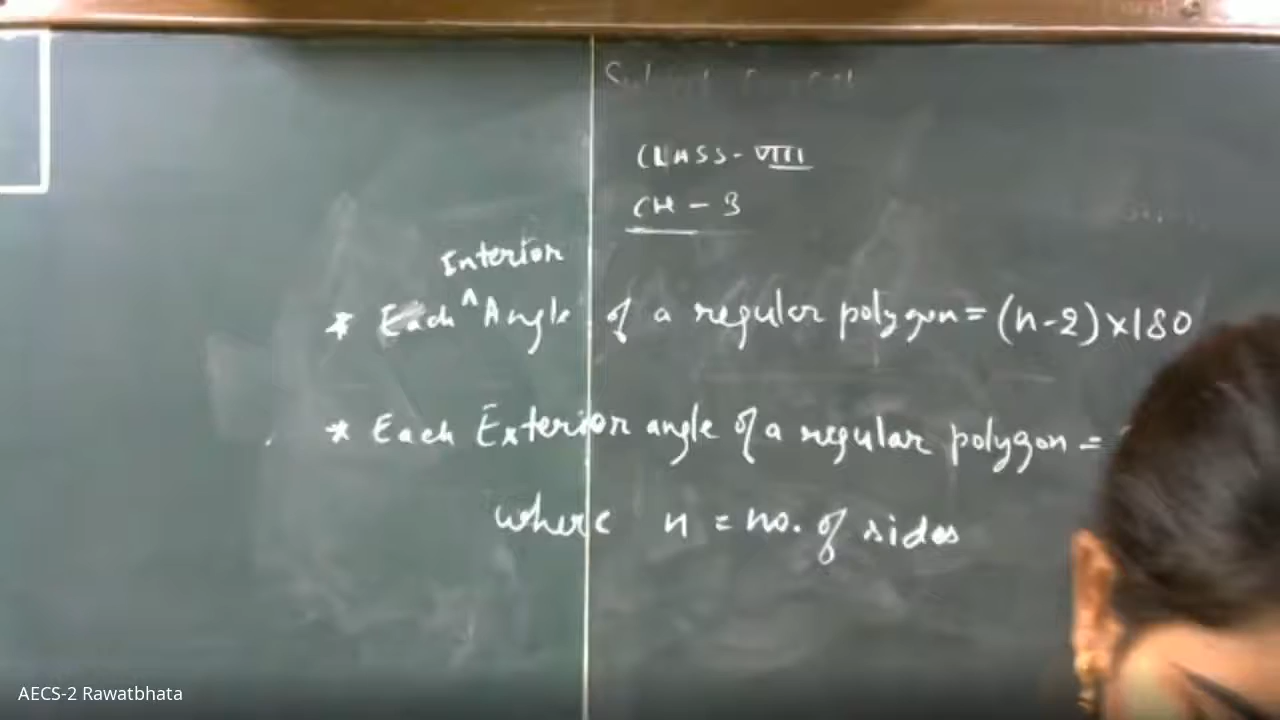 CLASS - VIII
CH - 3
Interior
* Each ^ Angle of a regular polygon = (n-2)×180
* Each Exterior angle of a regular polygon =
where n = no. of sides
AECS-2 Rawatbhata